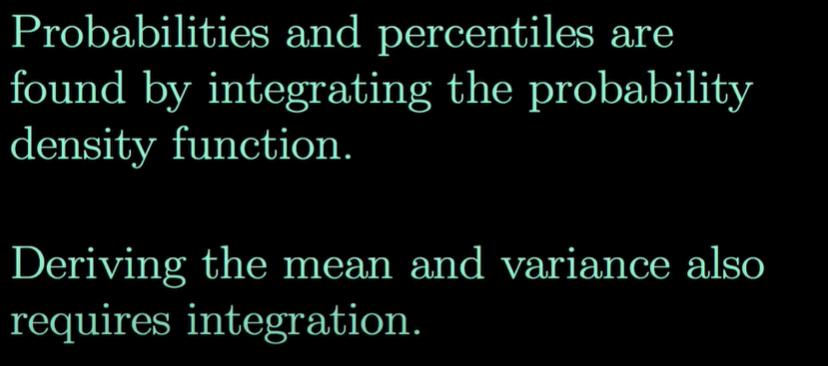 Probabilities and percentiles are
found by integrating the probability
density function.
Deriving the mean and variance also
requires integration.